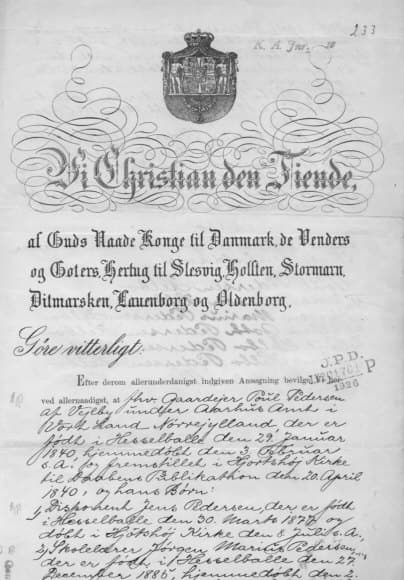 233
K. A. Jnr.
Vi Christian den Tiende,
af Guds Naade Konge til Danmark, de Venders
og Goters, Hertug til Slesvig, Holsten, Stormarn,
Ditmarsken, Lauenborg og Oldenborg,
Göre vitterligt:
J.P.D.
1926
P
Efter derom allerunderdanigst indgiven Ansøgning bevilge Vi her-
ved allernaadigst, at fhv. Gaardejer Poul Pedersen
af Vejlby under Aarhus Amt i
Vort Land Nørrejylland, der er
født i Hesselballe den 29. Januar
1840, hjemmedøbt den 3. Februar
s.A. og fremstillet i Hjortshøj Kirke
til Daabens Publikathon den 20. April
1840, og hans Børn:
1) Disponent Jens Pedersen, der er født
i Hesselballe den 30. Marts 1877 og
døbt i Hjortshøj Kirke den 8. Juli s.A.
2) Skolelærer Jørgen Marius Pedersen,
der er født i Hesselballe den 27.
December 1886, hjemmedøbt den 2.